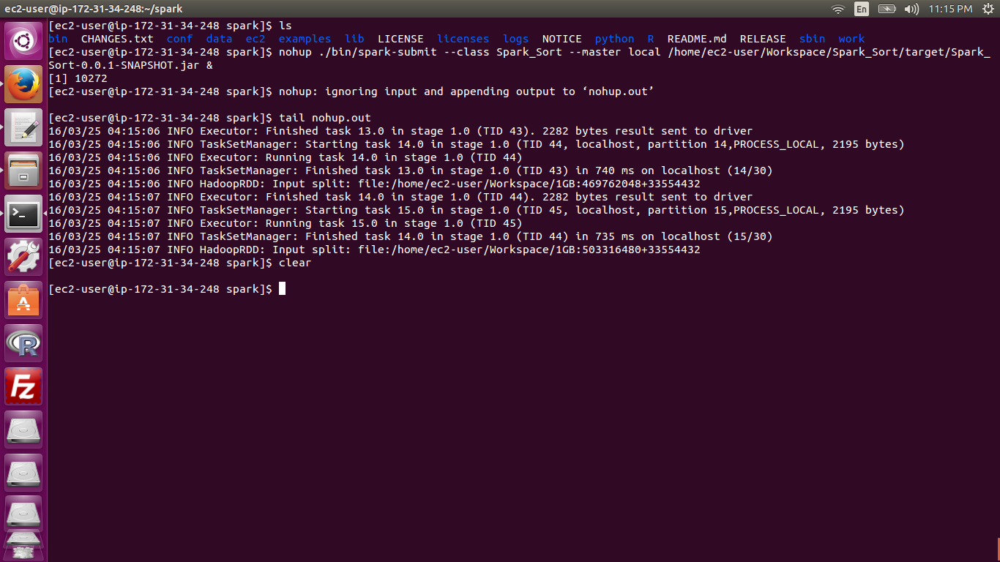 ec2-user@ip-172-31-34-248:~/spark En 11:15 PM
[ec2-user@ip-172-31-34-248 spark]$ ls
bin CHANGES.txt conf data ec2 examples lib LICENSE licenses logs NOTICE python R README.md RELEASE sbin work
[ec2-user@ip-172-31-34-248 spark]$ nohup ./bin/spark-submit --class Spark_Sort --master local /home/ec2-user/Workspace/Spark_Sort/target/Spark_
Sort-0.0.1-SNAPSHOT.jar &
[1] 10272
[ec2-user@ip-172-31-34-248 spark]$ nohup: ignoring input and appending output to ‘nohup.out’
[ec2-user@ip-172-31-34-248 spark]$ tail nohup.out
16/03/25 04:15:06 INFO Executor: Finished task 13.0 in stage 1.0 (TID 43). 2282 bytes result sent to driver
16/03/25 04:15:06 INFO TaskSetManager: Starting task 14.0 in stage 1.0 (TID 44, localhost, partition 14,PROCESS_LOCAL, 2195 bytes)
16/03/25 04:15:06 INFO Executor: Running task 14.0 in stage 1.0 (TID 44)
16/03/25 04:15:06 INFO TaskSetManager: Finished task 13.0 in stage 1.0 (TID 43) in 740 ms on localhost (14/30)
16/03/25 04:15:06 INFO HadoopRDD: Input split: file:/home/ec2-user/Workspace/1GB:469762048+33554432
16/03/25 04:15:07 INFO Executor: Finished task 14.0 in stage 1.0 (TID 44). 2282 bytes result sent to driver
16/03/25 04:15:07 INFO TaskSetManager: Starting task 15.0 in stage 1.0 (TID 45, localhost, partition 15,PROCESS_LOCAL, 2195 bytes)
16/03/25 04:15:07 INFO Executor: Running task 15.0 in stage 1.0 (TID 45)
16/03/25 04:15:07 INFO TaskSetManager: Finished task 14.0 in stage 1.0 (TID 44) in 735 ms on localhost (15/30)
16/03/25 04:15:07 INFO HadoopRDD: Input split: file:/home/ec2-user/Workspace/1GB:503316480+33554432
[ec2-user@ip-172-31-34-248 spark]$ clear
[ec2-user@ip-172-31-34-248 spark]$
>_
A
R
Fz